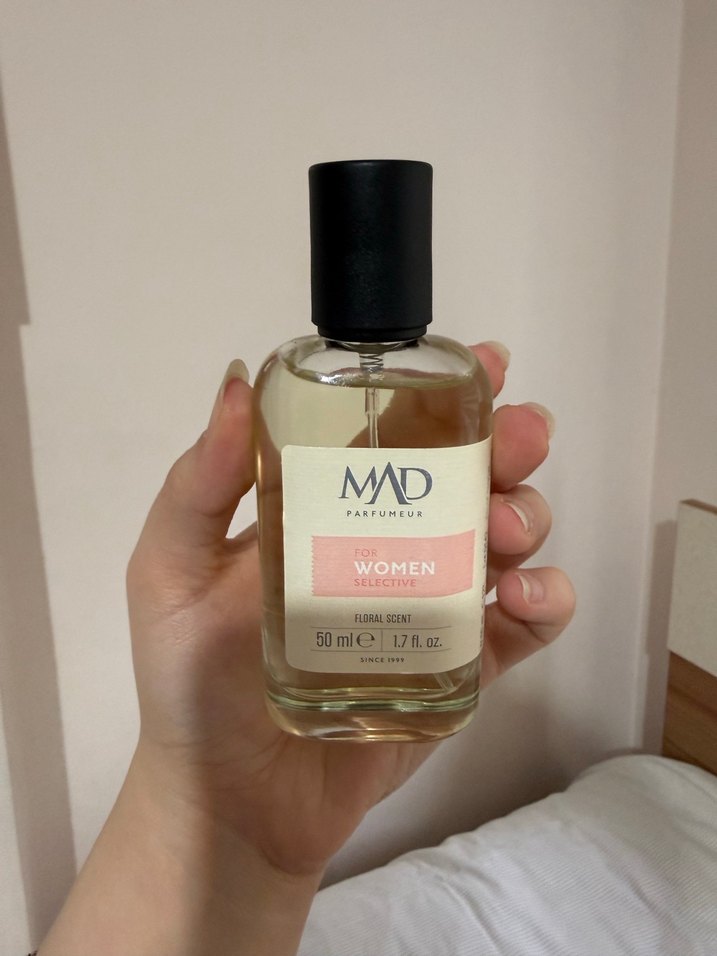 MAD
PARFUMEUR
FOR
WOMEN
SELECTIVE
FLORAL SCENT
50 ml ℮ 1.7 fl. oz.
SINCE 1999